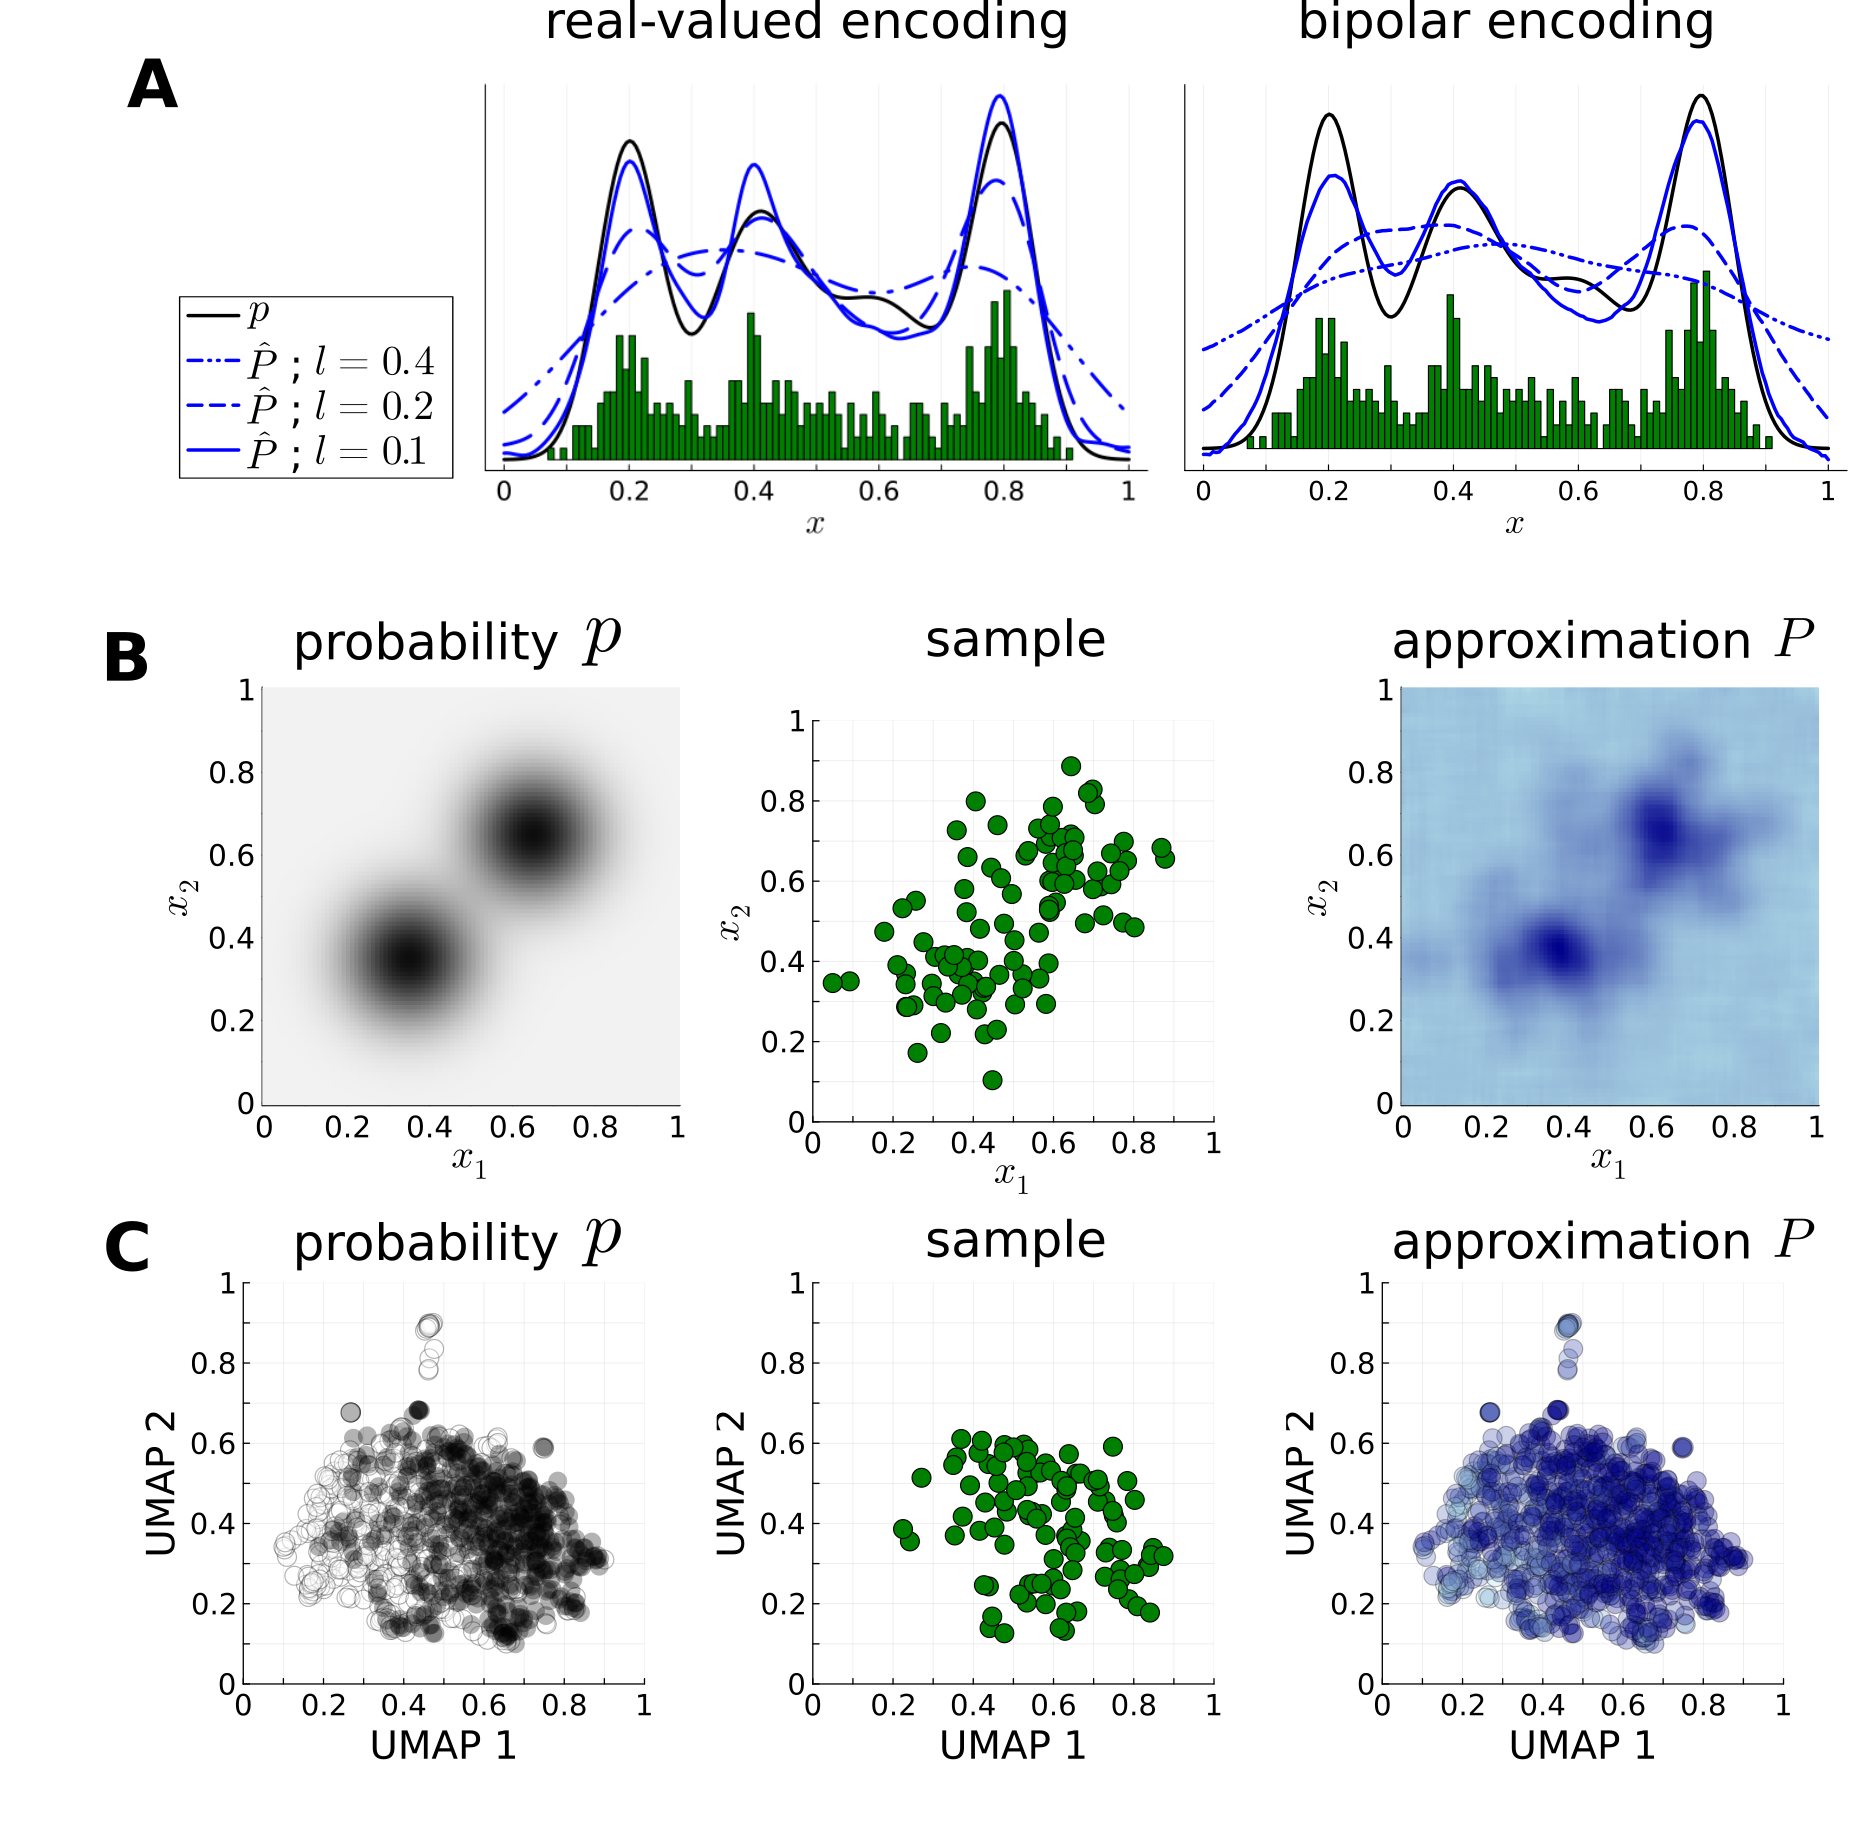 real-valued encoding
bipolar encoding
A
p
P̂ ; l = 0.4
P̂ ; l = 0.2
P̂ ; l = 0.1
0 0.2 0.4 0.6 0.8 1
x
0 0.2 0.4 0.6 0.8 1
x
B
probability p
sample
approximation P
1
0.8
0.6
0.4
0.2
0
x₂
0 0.2 0.4 0.6 0.8 1
x₁
1
0.8
0.6
0.4
0.2
0
x₂
0 0.2 0.4 0.6 0.8 1
x₁
1
0.8
0.6
0.4
0.2
0
x₂
0 0.2 0.4 0.6 0.8 1
x₁
C
probability p
sample
approximation P
1
0.8
0.6
0.4
0.2
0
UMAP 2
0 0.2 0.4 0.6 0.8 1
UMAP 1
1
0.8
0.6
0.4
0.2
0
UMAP 2
0 0.2 0.4 0.6 0.8 1
UMAP 1
1
0.8
0.6
0.4
0.2
0
UMAP 2
0 0.2 0.4 0.6 0.8 1
UMAP 1